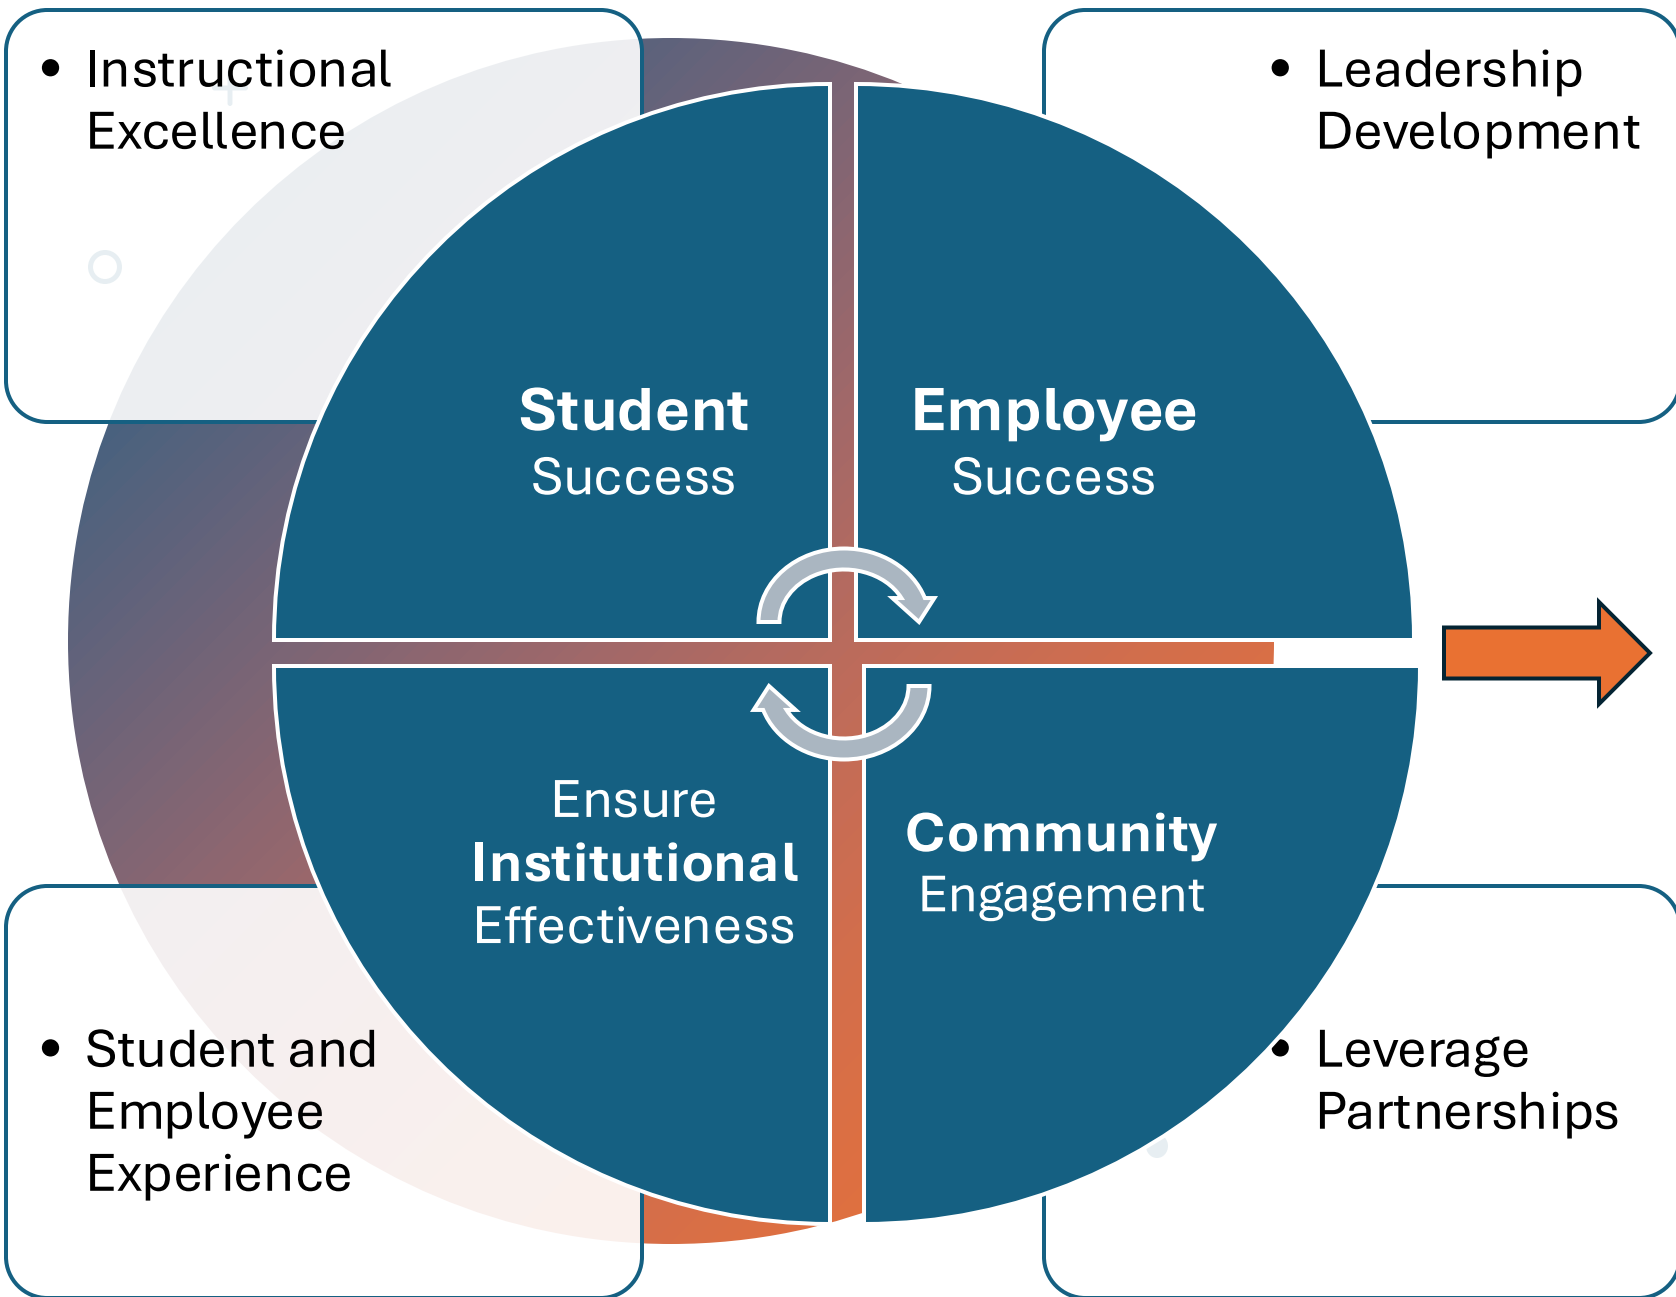 • Instructional
Excellence
• Leadership
Development
Student
Success
Employee
Success
Ensure
Institutional
Effectiveness
Community
Engagement
• Student and
Employee
Experience
• Leverage
Partnerships